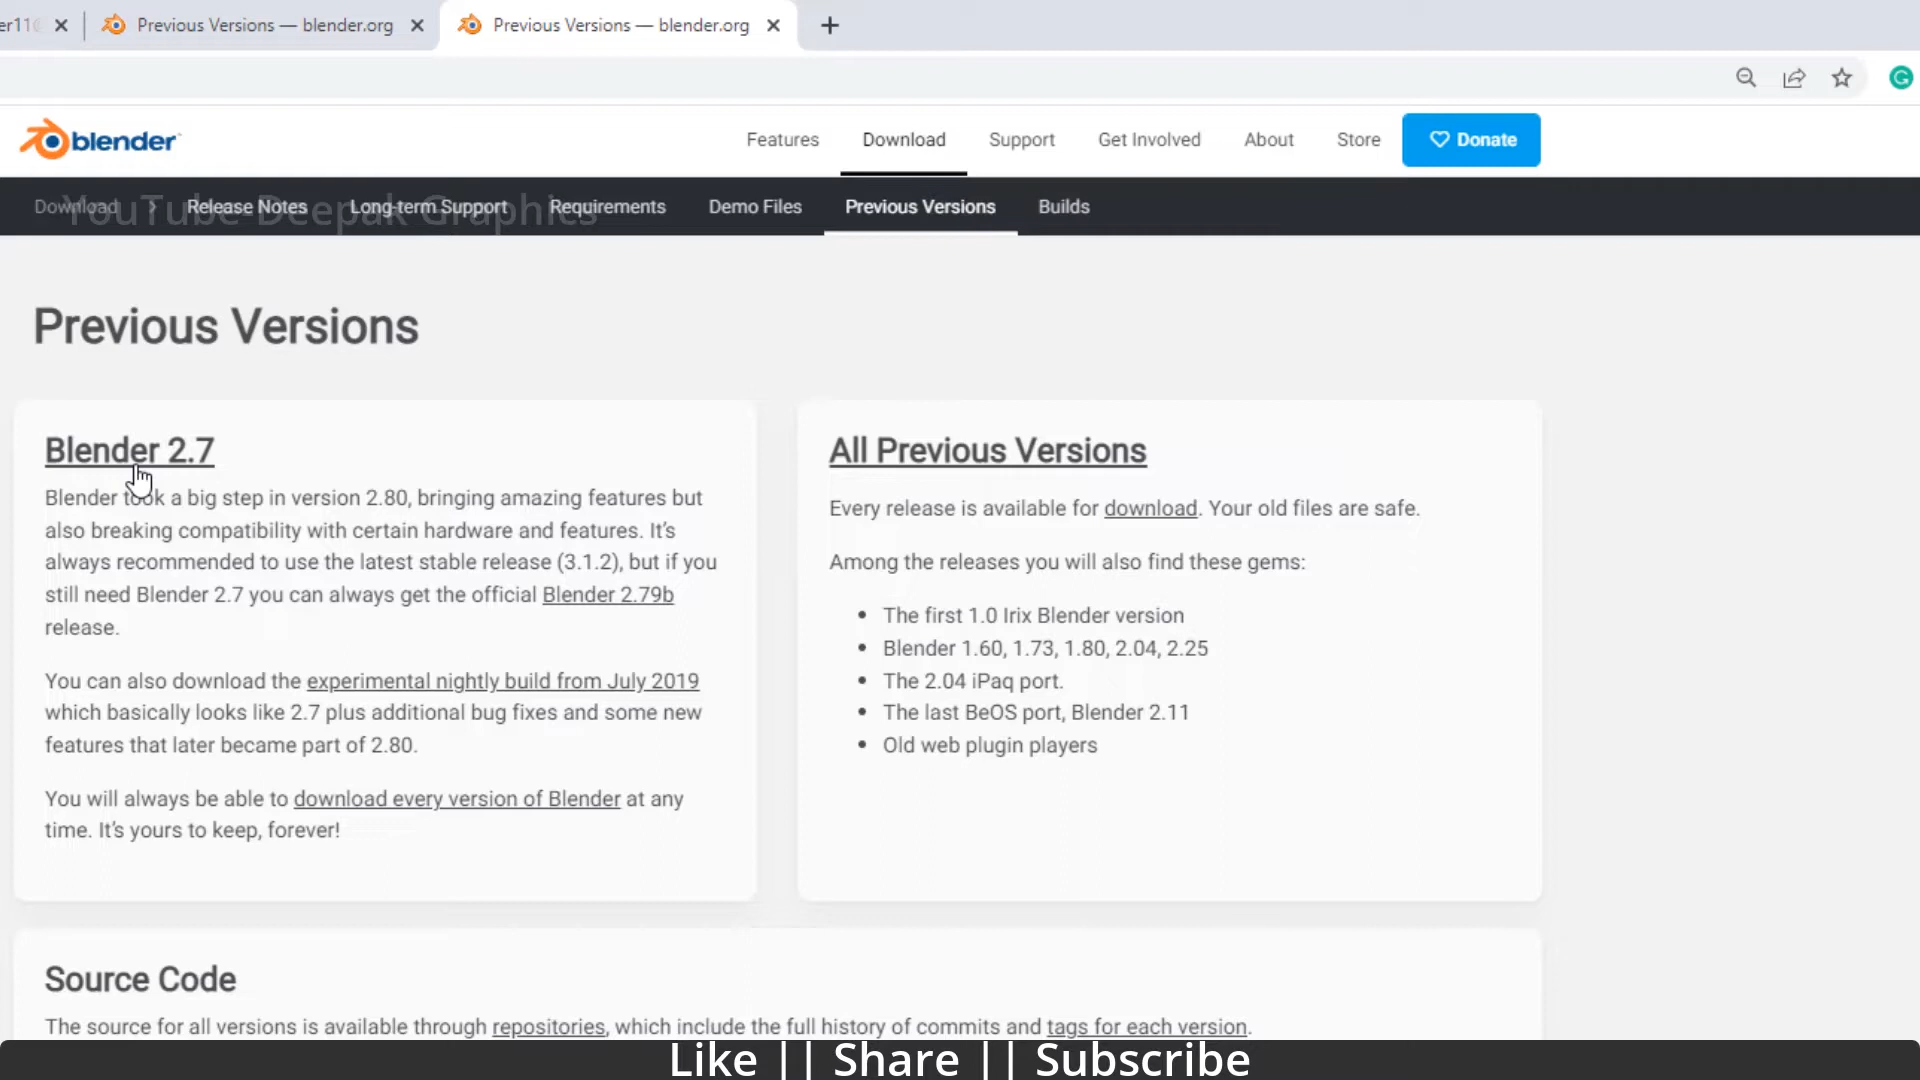 er11
Previous Versions — blender.org
Previous Versions — blender.org
blender
Features Download Support Get Involved About Store Donate
Download Release Notes Long-term Support Requirements Demo Files Previous Versions Builds
YouTube-Deepak Graphics
Previous Versions
Blender 2.7
Blender took a big step in version 2.80, bringing amazing features but
also breaking compatibility with certain hardware and features. It's
always recommended to use the latest stable release (3.1.2), but if you
still need Blender 2.7 you can always get the official Blender 2.79b
release.
You can also download the experimental nightly build from July 2019
which basically looks like 2.7 plus additional bug fixes and some new
features that later became part of 2.80.
You will always be able to download every version of Blender at any
time. It's yours to keep, forever!
All Previous Versions
Every release is available for download. Your old files are safe.
Among the releases you will also find these gems:
• The first 1.0 Irix Blender version
• Blender 1.60, 1.73, 1.80, 2.04, 2.25
• The 2.04 iPaq port.
• The last BeOS port, Blender 2.11
• Old web plugin players
Source Code
The source for all versions is available through repositories, which include the full history of commits and tags for each version.
Like || Share || Subscribe